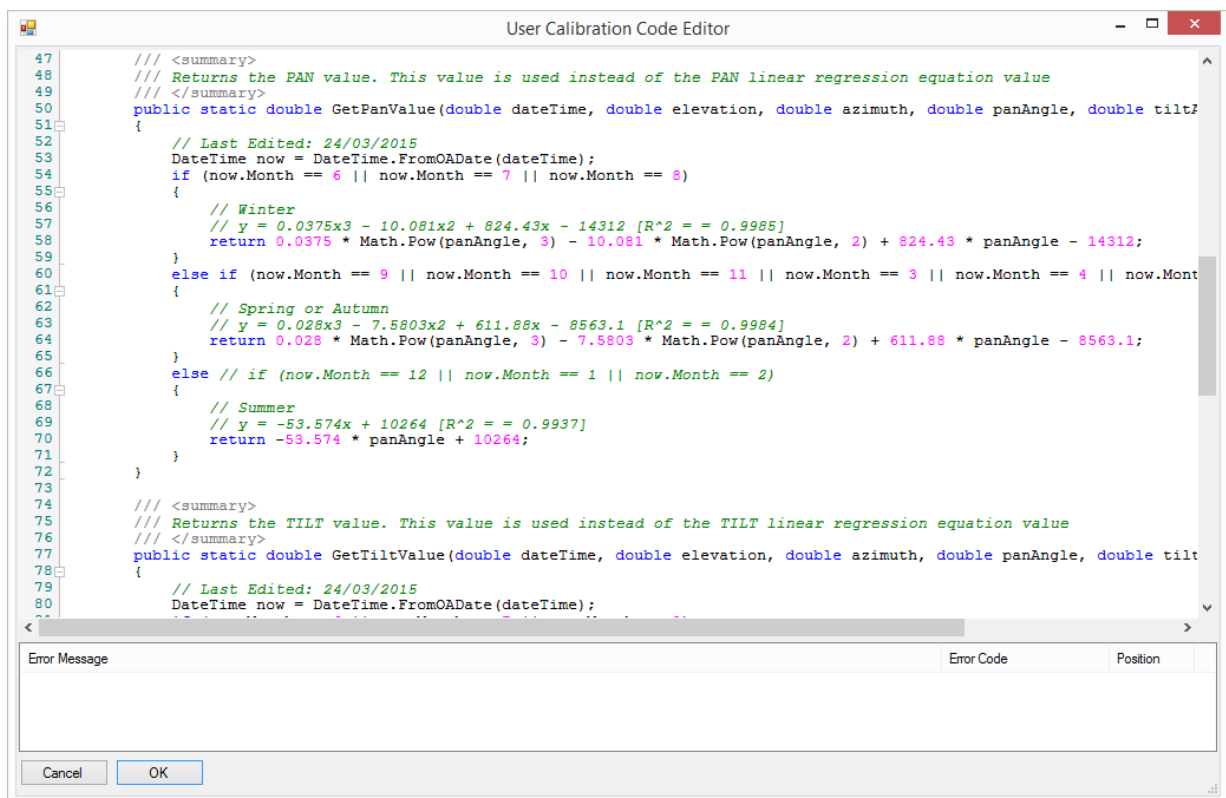 User Calibration Code Editor
47 /// <summary>
48 /// Returns the PAN value. This value is used instead of the PAN linear regression equation value
49 /// </summary>
50 public static double GetPanValue(double dateTime, double elevation, double azimuth, double panAngle, double tiltA
51 {
52 // Last Edited: 24/03/2015
53 DateTime now = DateTime.FromOADate(dateTime);
54 if (now.Month == 6 || now.Month == 7 || now.Month == 8)
55 {
56 // Winter
57 // y = 0.0375x3 - 10.081x2 + 824.43x - 14312 [R^2 = = 0.9985]
58 return 0.0375 * Math.Pow(panAngle, 3) - 10.081 * Math.Pow(panAngle, 2) + 824.43 * panAngle - 14312;
59 }
60 else if (now.Month == 9 || now.Month == 10 || now.Month == 11 || now.Month == 3 || now.Month == 4 || now.Mont
61 {
62 // Spring or Autumn
63 // y = 0.028x3 - 7.5803x2 + 611.88x - 8563.1 [R^2 = = 0.9984]
64 return 0.028 * Math.Pow(panAngle, 3) - 7.5803 * Math.Pow(panAngle, 2) + 611.88 * panAngle - 8563.1;
65 }
66 else // if (now.Month == 12 || now.Month == 1 || now.Month == 2)
67 {
68 // Summer
69 // y = -53.574x + 10264 [R^2 = = 0.9937]
70 return -53.574 * panAngle + 10264;
71 }
72 }
73
74 /// <summary>
75 /// Returns the TILT value. This value is used instead of the TILT linear regression equation value
76 /// </summary>
77 public static double GetTiltValue(double dateTime, double elevation, double azimuth, double panAngle, double tilt
78 {
79 // Last Edited: 24/03/2015
80 DateTime now = DateTime.FromOADate(dateTime);
Error Message Error Code Position
Cancel OK